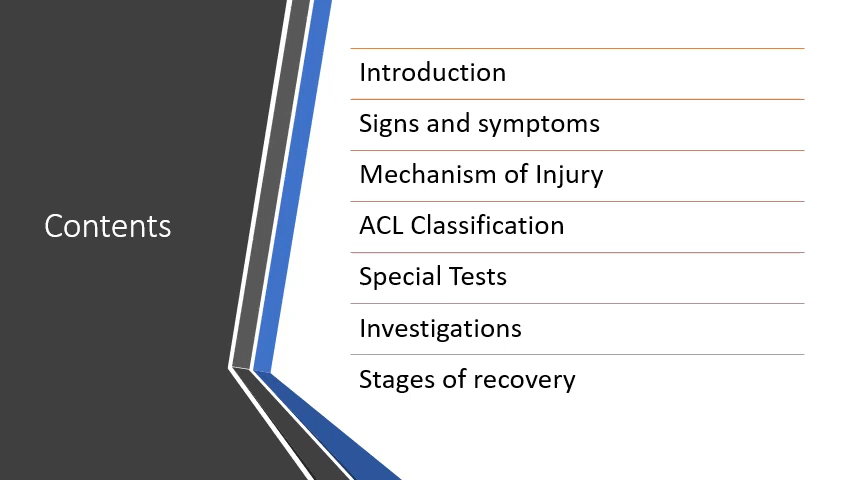 Contents
Introduction
Signs and symptoms
Mechanism of Injury
ACL Classification
Special Tests
Investigations
Stages of recovery